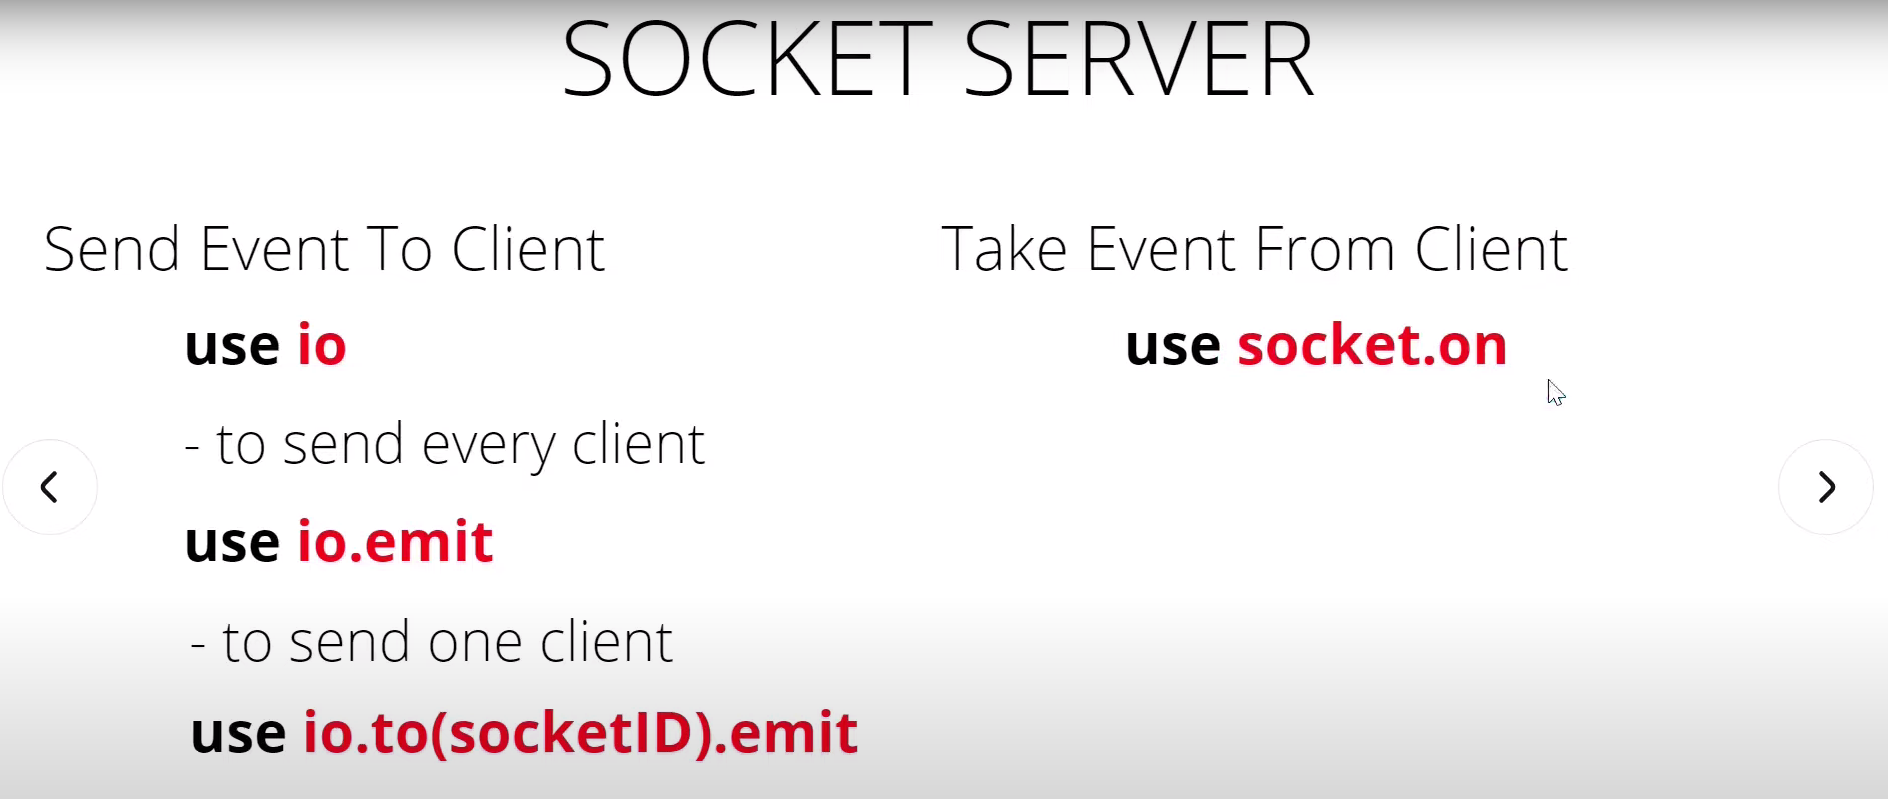 SOCKET SERVER
Send Event To Client
use io
- to send every client
use io.emit
- to send one client
use io.to(socketID).emit
Take Event From Client
use socket.on